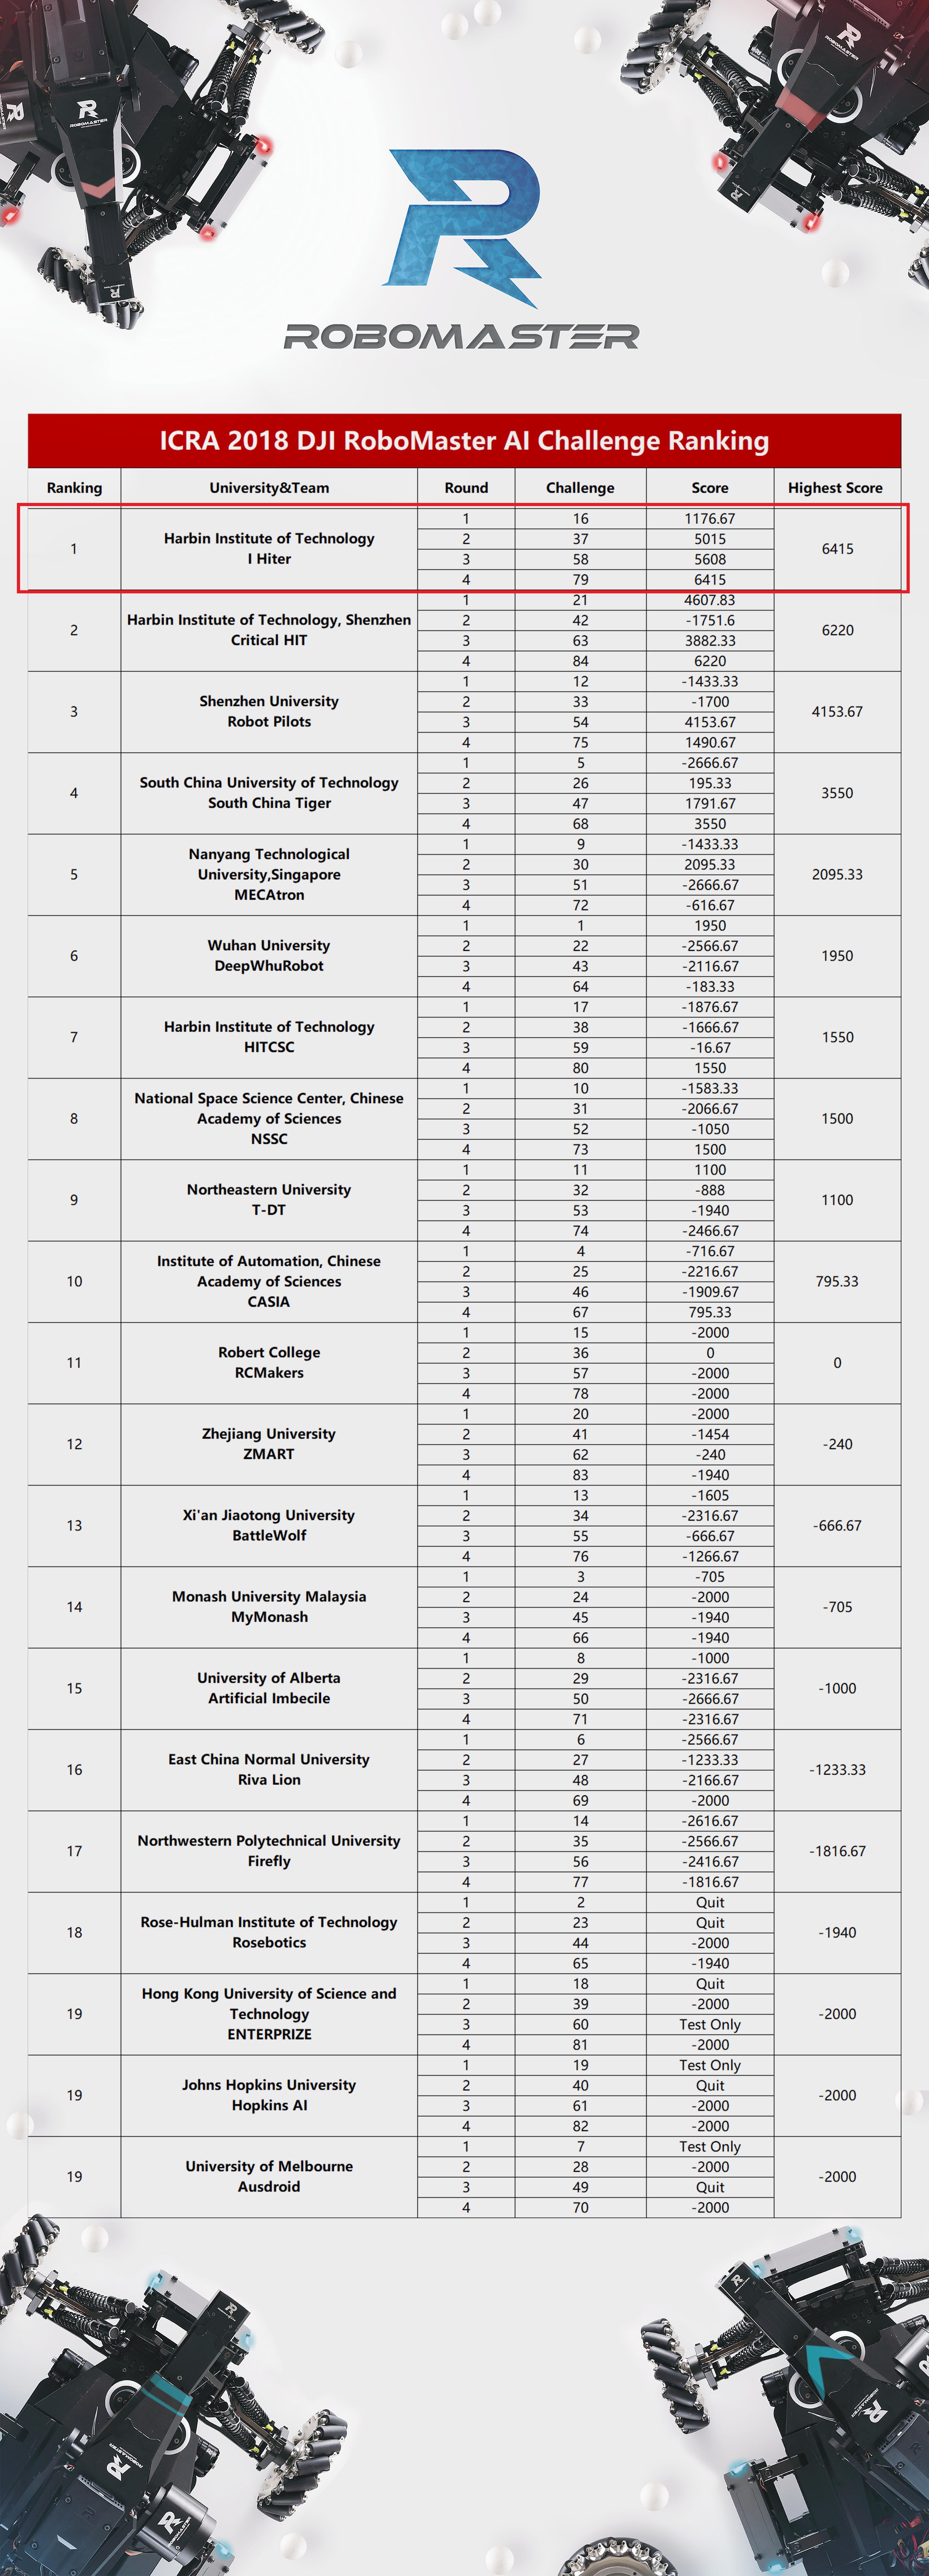 R
ROBOMASTER
R
R
R
ROBOMASTER
ICRA 2018 DJI RoboMaster AI Challenge Ranking
Ranking University&Team Round Challenge Score Highest Score
1 Harbin Institute of Technology
I Hiter
1 16 1176.67
2 37 5015
3 58 5608
4 79 6415
6415
2 Harbin Institute of Technology, Shenzhen
Critical HIT
1 21 4607.83
2 42 -1751.6
3 63 3882.33
4 84 6220
6220
3 Shenzhen University
Robot Pilots
1 12 -1433.33
2 33 -1700
3 54 4153.67
4 75 1490.67
4153.67
4 South China University of Technology
South China Tiger
1 5 -2666.67
2 26 195.33
3 47 1791.67
4 68 3550
3550
5 Nanyang Technological
University,Singapore
MECAtron
1 9 -1433.33
2 30 2095.33
3 51 -2666.67
4 72 -616.67
2095.33
6 Wuhan University
DeepWhuRobot
1 1 1950
2 22 -2566.67
3 43 -2116.67
4 64 -183.33
1950
7 Harbin Institute of Technology
HITCSC
1 17 -1876.67
2 38 -1666.67
3 59 -16.67
4 80 1550
1550
8 National Space Science Center, Chinese
Academy of Sciences
NSSC
1 10 -1583.33
2 31 -2066.67
3 52 -1050
4 73 1500
1500
9 Northeastern University
T-DT
1 11 1100
2 32 -888
3 53 -1940
4 74 -2466.67
1100
10 Institute of Automation, Chinese
Academy of Sciences
CASIA
1 4 -716.67
2 25 -2216.67
3 46 -1909.67
4 67 795.33
795.33
11 Robert College
RCMakers
1 15 -2000
2 36 0
3 57 -2000
4 78 -2000
0
12 Zhejiang University
ZMART
1 20 -2000
2 41 -1454
3 62 -240
4 83 -1940
-240
13 Xi'an Jiaotong University
BattleWolf
1 13 -1605
2 34 -2316.67
3 55 -666.67
4 76 -1266.67
-666.67
14 Monash University Malaysia
MyMonash
1 3 -705
2 24 -2000
3 45 -1940
4 66 -1940
-705
15 University of Alberta
Artificial Imbecile
1 8 -1000
2 29 -2316.67
3 50 -2666.67
4 71 -2316.67
-1000
16 East China Normal University
Riva Lion
1 6 -2566.67
2 27 -1233.33
3 48 -2166.67
4 69 -2000
-1233.33
17 Northwestern Polytechnical University
Firefly
1 14 -2616.67
2 35 -2566.67
3 56 -2416.67
4 77 -1816.67
-1816.67
18 Rose-Hulman Institute of Technology
Rosebotics
1 2 Quit
2 23 Quit
3 44 -2000
4 65 -1940
-1940
19 Hong Kong University of Science and
Technology
ENTERPRIZE
1 18 Quit
2 39 -2000
3 60 Test Only
4 81 -2000
-2000
19 Johns Hopkins University
Hopkins AI
1 19 Test Only
2 40 Quit
3 61 -2000
4 82 -2000
-2000
19 University of Melbourne
Ausdroid
1 7 Test Only
2 28 -2000
3 49 Quit
4 70 -2000
-2000
R
R
ROBOMASTER
R
ROBOMASTER
R